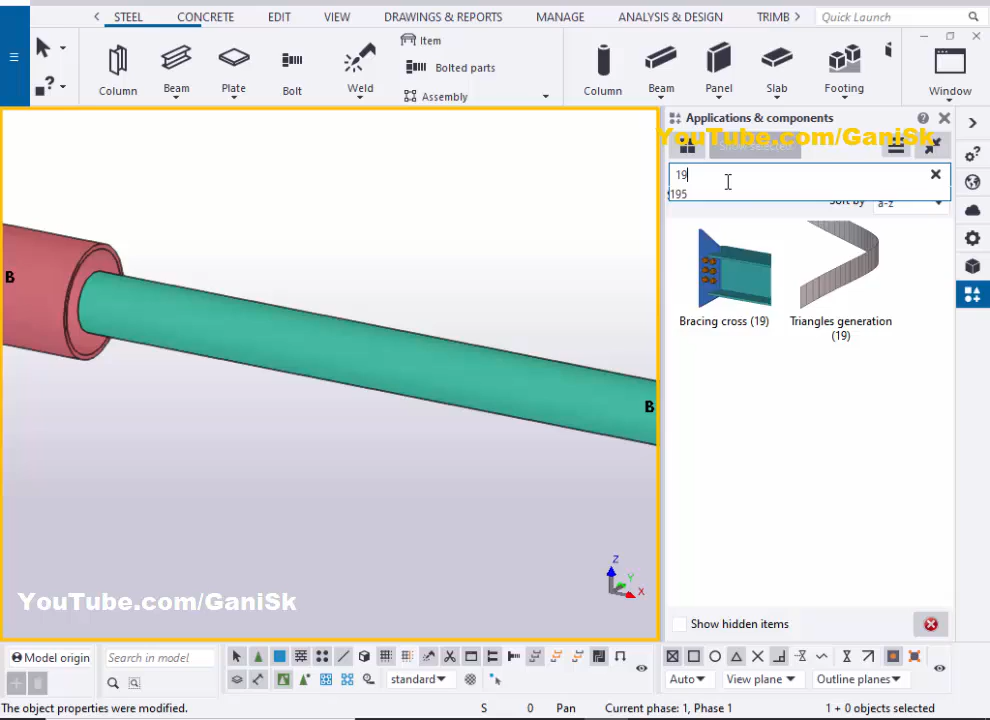 STEEL CONCRETE EDIT VIEW DRAWINGS & REPORTS MANAGE ANALYSIS & DESIGN TRIMB Quick Launch
Item
Bolted parts
Assembly
Column Beam Plate Bolt Weld
Column Beam Panel Slab Footing Window
Applications & components
YouTube.com/GaniSk
Show selected
19
195
Sort by a-z
Bracing cross (19)
Triangles generation
(19)
B
B
Z
Y
X
YouTube.com/GaniSk
Show hidden items
Model origin Search in model
standard Auto View plane Outline planes
The object properties were modified. S 0 Pan Current phase: 1, Phase 1 1 + 0 objects selected